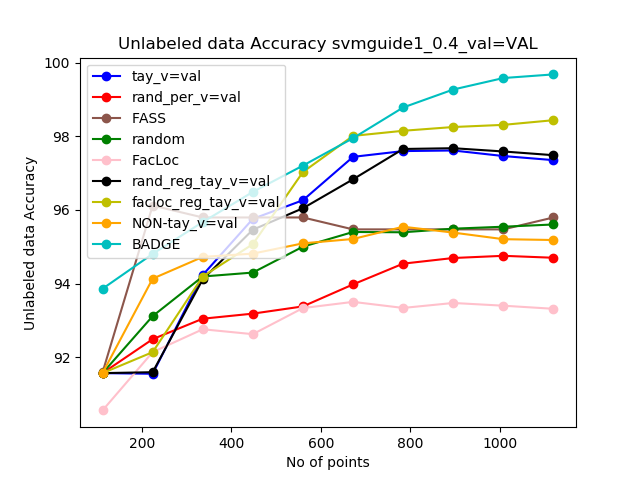 Unlabeled data Accuracy svmguide1_0.4_val=VAL
100
98
96
94
92
Unlabeled data Accuracy
tay_v=val
rand_per_v=val
FASS
random
FacLoc
rand_reg_tay_v=val
facloc_reg_tay_v=val
NON-tay_v=val
BADGE
200
400
600
800
1000
No of points